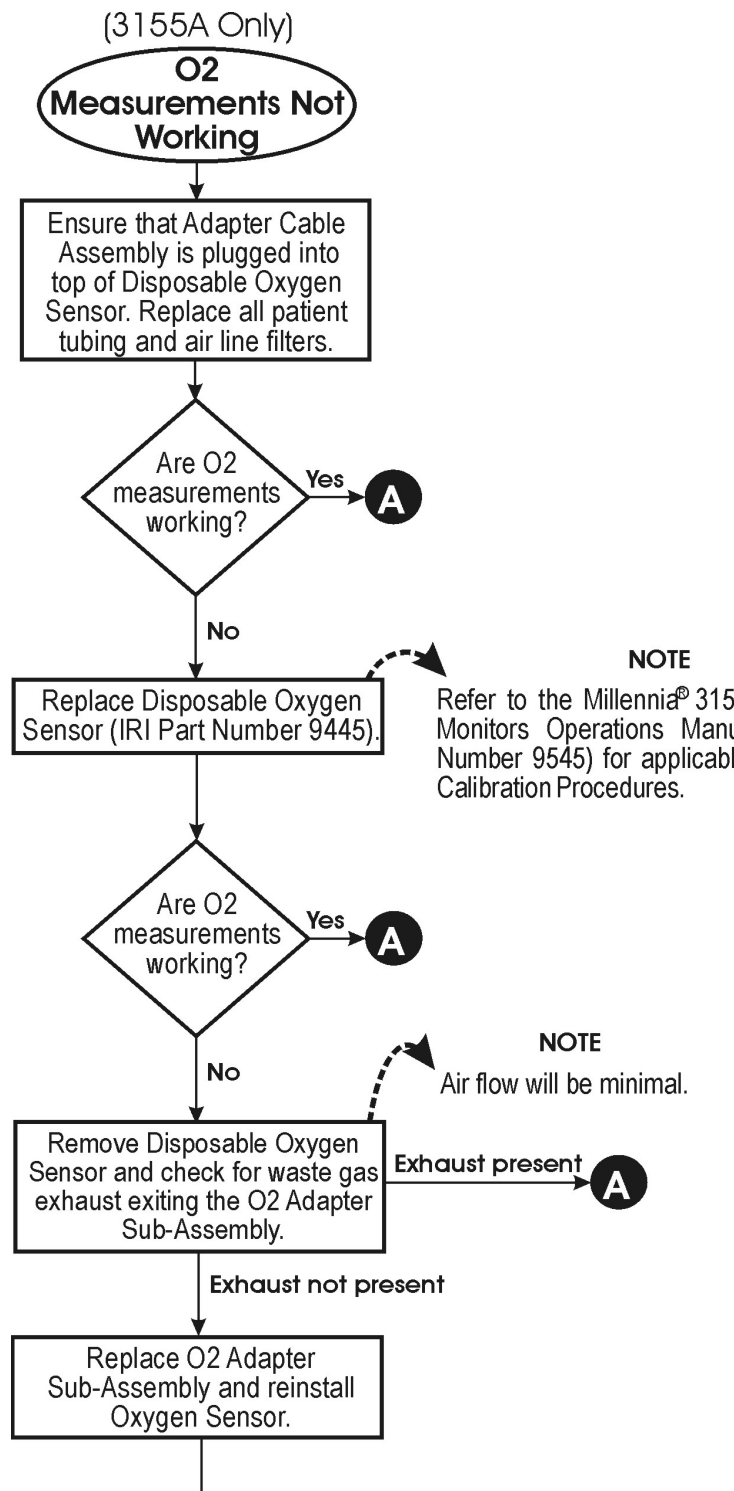 (3155A Only)
O2
Measurements Not
Working
Ensure that Adapter Cable
Assembly is plugged into
top of Disposable Oxygen
Sensor. Replace all patient
tubing and air line filters.
Are O2
measurements
working?
Yes
A
No
Replace Disposable Oxygen
Sensor (IRI Part Number 9445).
NOTE
Refer to the Millennia® 315
Monitors Operations Manu
Number 9545) for applicabl
Calibration Procedures.
Are O2
measurements
working?
Yes
A
No
NOTE
Air flow will be minimal.
Remove Disposable Oxygen
Sensor and check for waste gas
exhaust exiting the O2 Adapter
Sub-Assembly.
Exhaust present
A
Exhaust not present
Replace O2 Adapter
Sub-Assembly and reinstall
Oxygen Sensor.